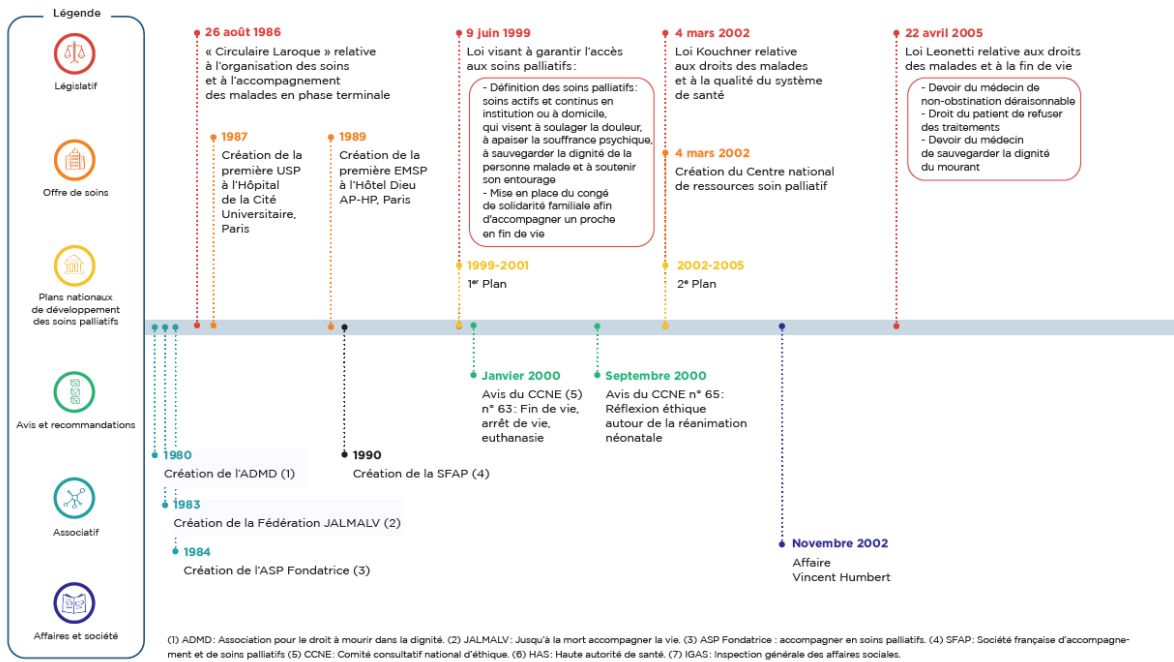 Légende
Législatif
Offre de soins
Plans nationaux
de développement
des soins palliatifs
Avis et recommandations
Associatif
Affaires et société
26 août 1986
« Circulaire Laroque » relative
à l'organisation des soins
et à l'accompagnement
des malades en phase terminale
1987
Création de la
première USP
à l'Hôpital
de la Cité
Universitaire,
Paris
1989
Création de la
première EMSP
à l'Hôtel Dieu
AP-HP, Paris
9 juin 1999
Loi visant à garantir l'accès
aux soins palliatifs :
- Définition des soins palliatifs :
soins actifs et continus en
institution ou à domicile,
qui visent à soulager la douleur,
à apaiser la souffrance psychique,
à sauvegarder la dignité de la
personne malade et à soutenir
son entourage
- Mise en place du congé
de solidarité familiale afin
d'accompagner un proche
en fin de vie
1999-2001
1er Plan
4 mars 2002
Loi Kouchner relative
aux droits des malades
et à la qualité du système
de santé
4 mars 2002
Création du Centre national
de ressources soin palliatif
2002-2005
2e Plan
22 avril 2005
Loi Leonetti relative aux droits
des malades et à la fin de vie
- Devoir du médecin de
non-obstination déraisonnable
- Droit du patient de refuser
des traitements
- Devoir du médecin
de sauvegarder la dignité
du mourant
Janvier 2000
Avis du CCNE (5)
n° 63 : Fin de vie,
arrêt de vie,
euthanasie
Septembre 2000
Avis du CCNE n° 65 :
Réflexion éthique
autour de la réanimation
néonatale
1980
Création de l'ADMD (1)
1983
Création de la Fédération JALMALV (2)
1984
Création de l'ASP Fondatrice (3)
1990
Création de la SFAP (4)
Novembre 2002
Affaire
Vincent Humbert
(1) ADMD : Association pour le droit à mourir dans la dignité. (2) JALMALV : Jusqu'à la mort accompagner la vie. (3) ASP Fondatrice : accompagner en soins palliatifs. (4) SFAP : Société française d'accompagne-
ment et de soins palliatifs (5) CCNE : Comité consultatif national d'éthique. (6) HAS : Haute autorité de santé. (7) IGAS : Inspection générale des affaires sociales.